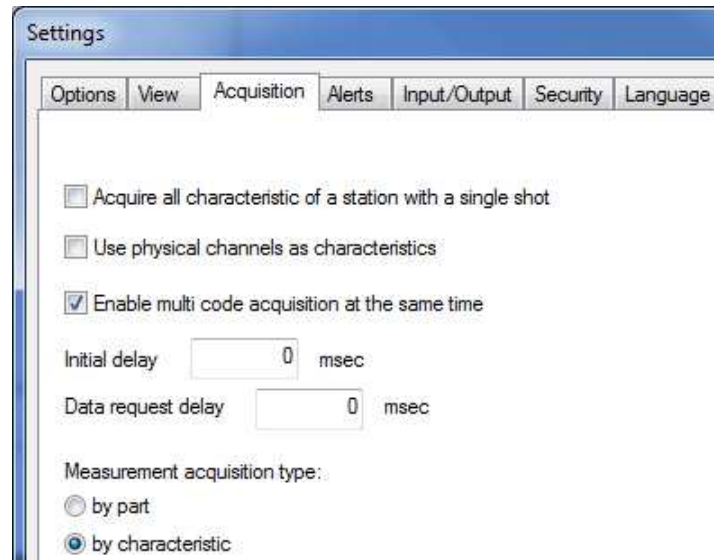 Settings
Options View Acquisition Alerts Input/Output Security Language
Acquire all characteristic of a station with a single shot
Use physical channels as characteristics
Enable multi code acquisition at the same time
Initial delay 0 msec
Data request delay 0 msec
Measurement acquisition type:
by part
by characteristic